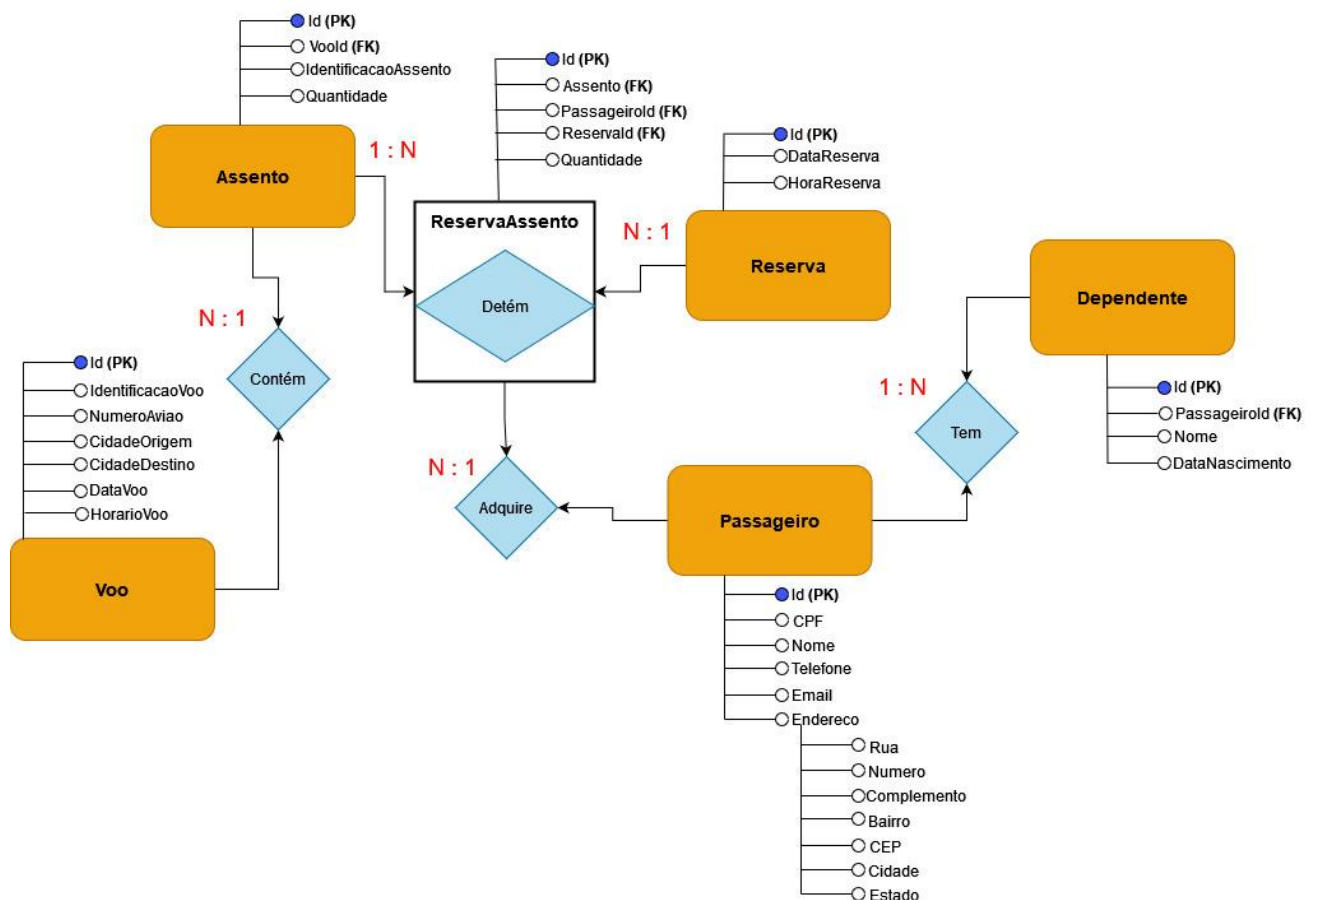 Id (PK)
VooId (FK)
IdentificacaoAssento
Quantidade
Assento
1 : N
Id (PK)
Assento (FK)
PassageiroId (FK)
ReservaId (FK)
Quantidade
ReservaAssento
Detém
N : 1
Id (PK)
DataReserva
HoraReserva
Reserva
Dependente
Id (PK)
PassageiroId (FK)
Nome
DataNascimento
1 : N
Tem
N : 1
Contém
Id (PK)
IdentificacaoVoo
NumeroAviao
CidadeOrigem
CidadeDestino
DataVoo
HorarioVoo
Voo
N : 1
Adquire
Passageiro
Id (PK)
CPF
Nome
Telefone
Email
Endereco
Rua
Numero
Complemento
Bairro
CEP
Cidade
Estado